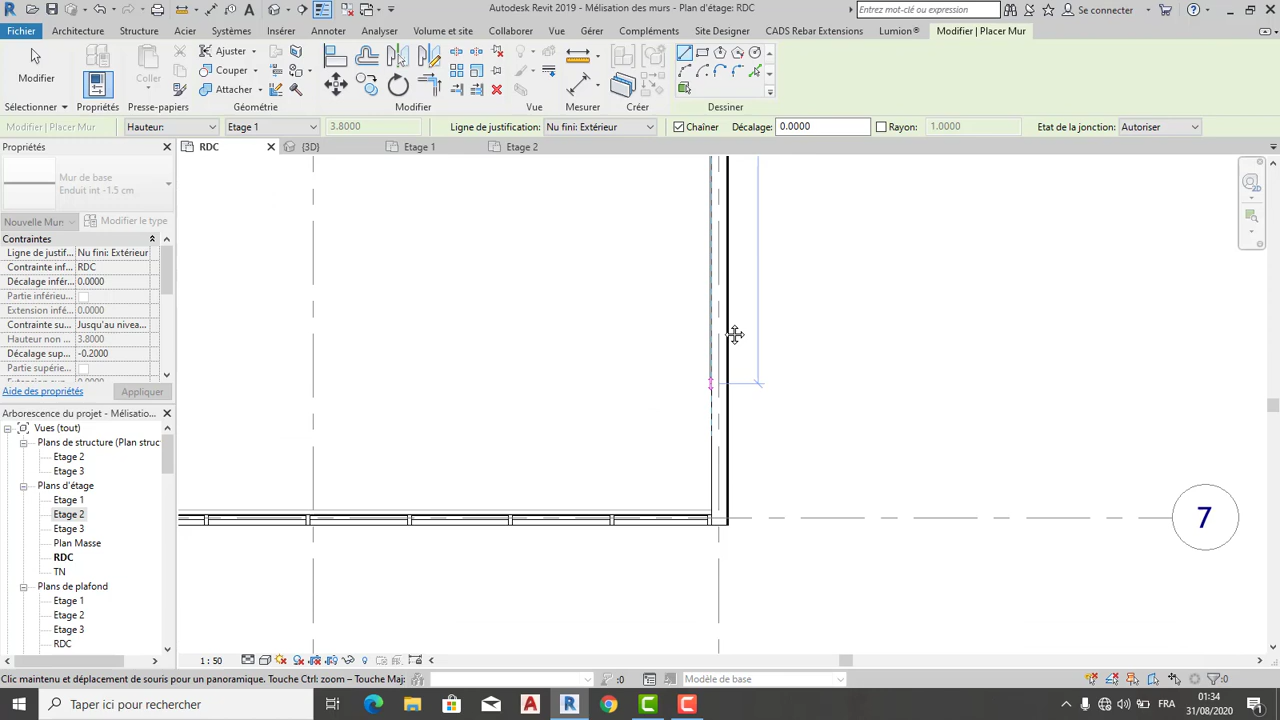 Autodesk Revit 2019 - Mélisation des murs - Plan d'étage: RDC
Entrez mot-clé ou expression
Se connecter
Fichier Architecture Structure Acier Systèmes Insérer Annoter Analyser Volume et site Collaborer Vue Gérer Compléments Site Designer CADS Rebar Extensions Lumion® Modifier | Placer Mur
Modifier
Coller
Ajuster
Couper
Attacher
Sélectionner Propriétés Presse-papiers Géométrie Modifier Vue Mesurer Créer Dessiner
Modifier | Placer Mur Hauteur: Etage 1 3.8000 Ligne de justification: Nu fini: Extérieur Chaîner Décalage: 0.0000 Rayon: 1.0000 Etat de la jonction: Autoriser
Propriétés
RDC {3D} Etage 1 Etage 2
Mur de base
Enduit int -1.5 cm
Nouvelle Mur Modifier le type
Contraintes
Ligne de justif... Nu fini: Extérieur
Contrainte inf... RDC
Décalage infér... 0.0000
Partie inférieu...
Extension infé... 0.0000
Contrainte su... Jusqu'au nivea...
Hauteur non ... 3.8000
Décalage sup... -0.2000
Partie supérie...
Aide des propriétés Appliquer
Arborescence du projet - Mélisatio...
Vues (tout)
Plans de structure (Plan struc
Etage 2
Etage 3
Plans d'étage
Etage 1
Etage 2
Etage 3
Plan Masse
RDC
TN
Plans de plafond
Etage 1
Etage 2
Etage 3
RDC
7
1 : 50
Clic maintenu et déplacement de souris pour un panoramique. Touche Ctrl: zoom – Touche Maj:
:0
Modèle de base
:0
Taper ici pour rechercher
FRA
01:34
31/08/2020